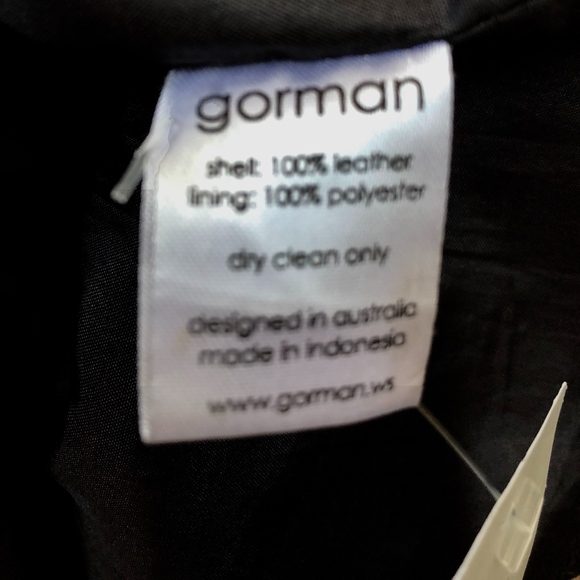 gorman
shell: 100% leather
lining: 100% polyester
dry clean only
designed in australia
made in indonesia
www.gorman.ws